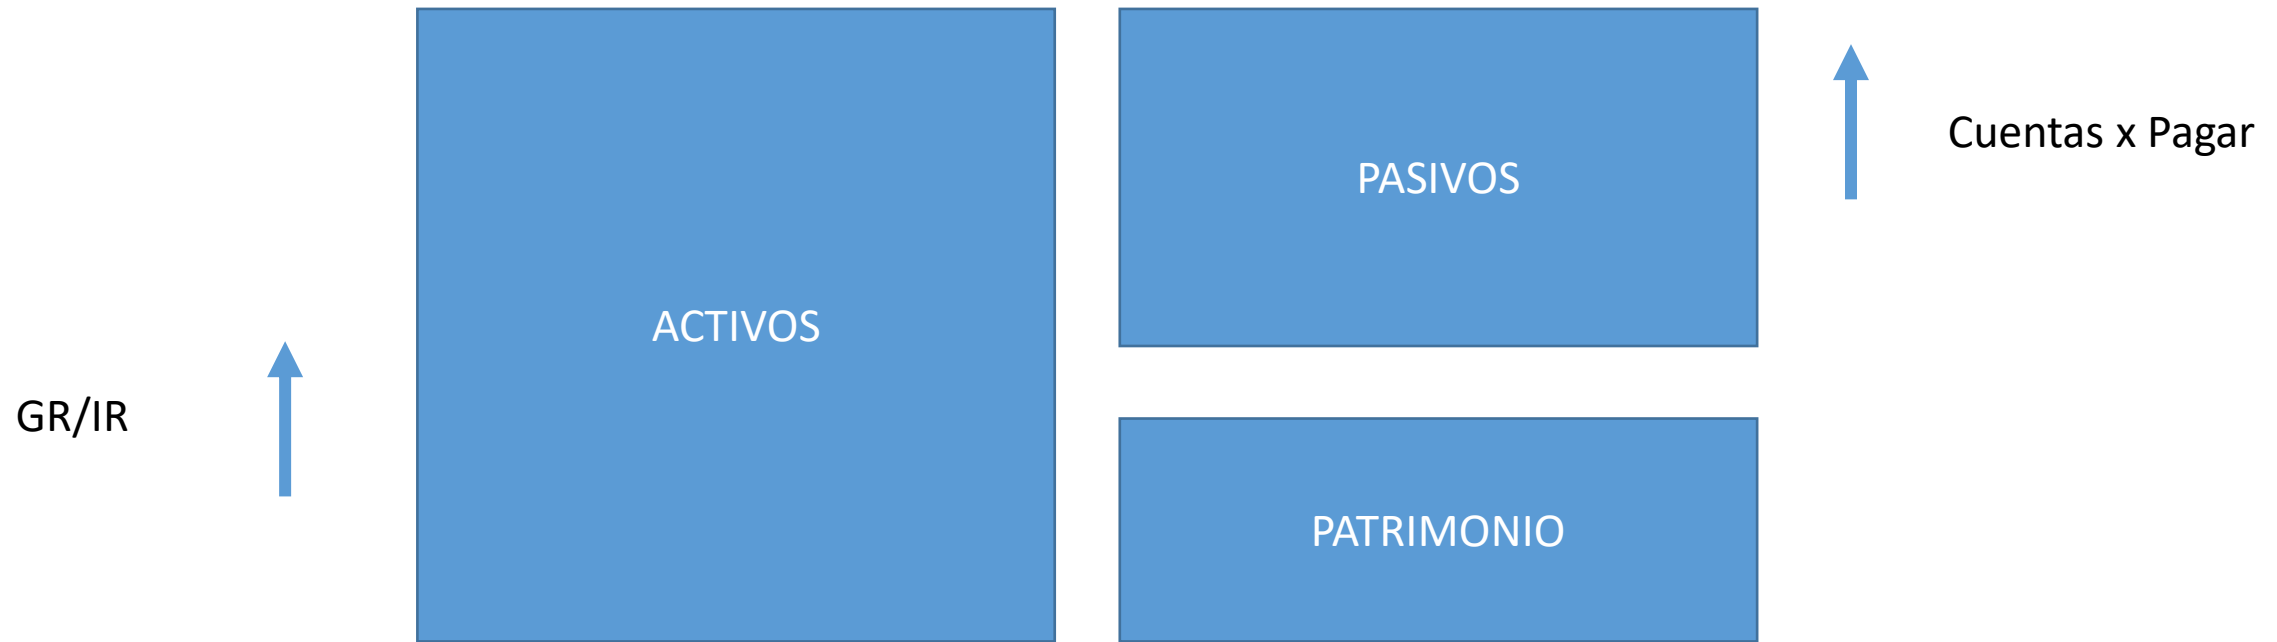 GR/IR
ACTIVOS
PASIVOS
PATRIMONIO
Cuentas x Pagar